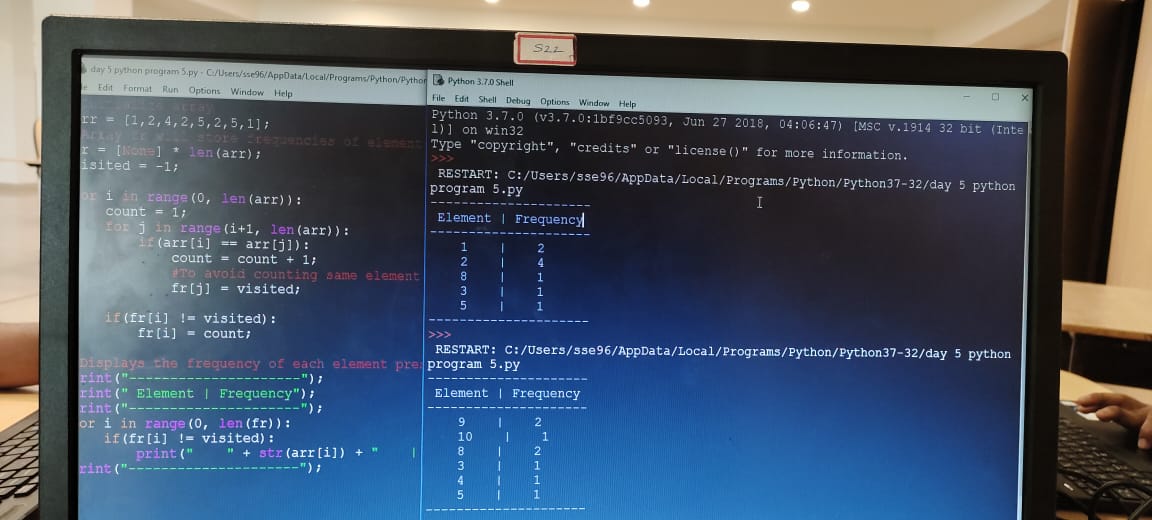 S22
day 5 python program 5.py - C:/Users/sse96/AppData/Local/Programs/Python/Python
Edit Format Run Options Window Help
rr = [1,2,4,2,5,2,5,1];
store frequencies of element
r = [None] * len(arr);
isited = -1;
or i in range(0, len(arr)):
count = 1;
for j in range(i+1, len(arr)):
if(arr[i] == arr[j]):
count = count + 1;
#To avoid counting same element
fr[j] = visited;
if(fr[i] != visited):
fr[i] = count;
Displays the frequency of each element pre
rint("---------------------");
rint(" Element | Frequency");
rint("---------------------");
or i in range(0, len(fr)):
if(fr[i] != visited):
print("    " + str(arr[i]) + "    |
rint("---------------------");
Python 3.7.0 Shell
File Edit Shell Debug Options Window Help
Python 3.7.0 (v3.7.0:1bf9cc5093, Jun 27 2018, 04:06:47) [MSC v.1914 32 bit (Inte
l)] on win32
Type "copyright", "credits" or "license()" for more information.
>>>
RESTART: C:/Users/sse96/AppData/Local/Programs/Python/Python37-32/day 5 python
program 5.py
---------------------
Element | Frequency
---------------------
1 | 2
2 | 4
8 | 1
3 | 1
5 | 1
---------------------
>>>
RESTART: C:/Users/sse96/AppData/Local/Programs/Python/Python37-32/day 5 python
program 5.py
---------------------
Element | Frequency
---------------------
9 | 2
10 | 1
8 | 2
3 | 1
4 | 1
5 | 1
---------------------